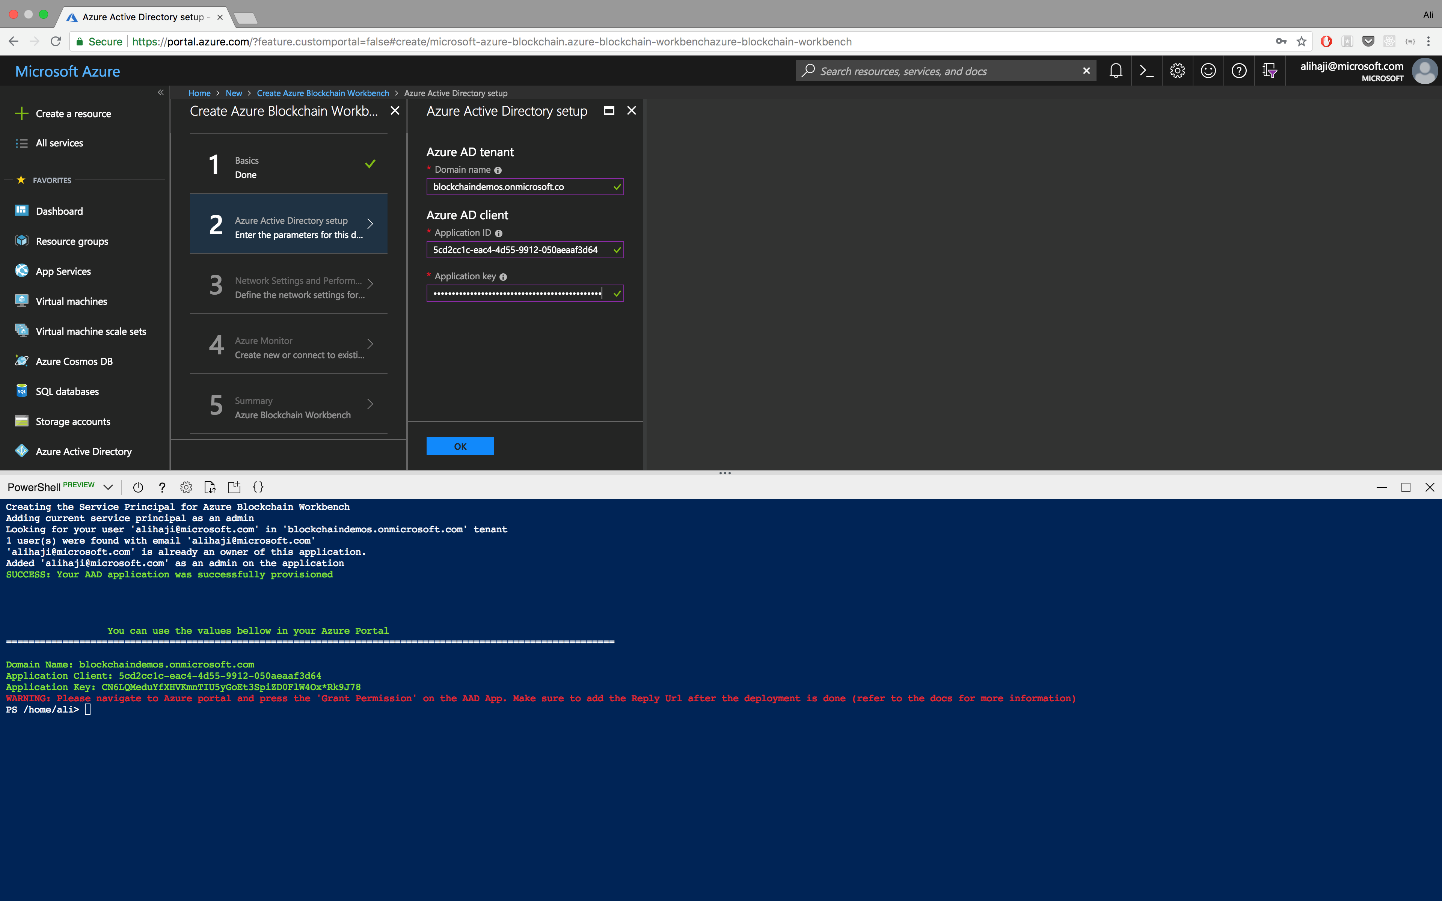 Azure Active Directory setup -
Ali
Secure
https://portal.azure.com/?feature.customportal=false#create/microsoft-azure-blockchain.azure-blockchain-workbenchazure-blockchain-workbench
Microsoft Azure
Search resources, services, and docs
alihaji@microsoft.com
MICROSOFT
Create a resource
All services
FAVORITES
Dashboard
Resource groups
App Services
Virtual machines
Virtual machine scale sets
Azure Cosmos DB
SQL databases
Storage accounts
Azure Active Directory
Home > New > Create Azure Blockchain Workbench > Azure Active Directory setup
Create Azure Blockchain Workb...
1
Basics
Done
2
Azure Active Directory setup
Enter the parameters for this d...
3
Network Settings and Perform...
Define the network settings for...
4
Azure Monitor
Create new or connect to existi...
5
Summary
Azure Blockchain Workbench
Azure Active Directory setup
Azure AD tenant
* Domain name
blockchaindemos.onmicrosoft.co
Azure AD client
* Application ID
5cd2cc1c-eac4-4d55-9912-050aeaaf3d64
* Application key
OK
PowerShell PREVIEW
Creating the Service Principal for Azure Blockchain Workbench
Adding current service principal as an admin
Looking for your user 'alihaji@microsoft.com' in 'blockchaindemos.onmicrosoft.com' tenant
1 user(s) were found with email 'alihaji@microsoft.com'
'alihaji@microsoft.com' is already an owner of this application.
Added 'alihaji@microsoft.com' as an admin on the application
SUCCESS: Your AAD application was successfully provisioned
You can use the values bellow in your Azure Portal
Domain Name: blockchaindemos.onmicrosoft.com
Application Client: 5cd2cc1c-eac4-4d55-9912-050aeaaf3d64
Application Key: CN6LQMeduYfXHVKmnTIU5yGoEt3SpiZD0FlW4Ox*Rk9J78
WARNING: Please navigate to Azure portal and press the 'Grant Permission' on the AAD App. Make sure to add the Reply Url after the deployment is done (refer to the docs for more information)
PS /home/ali>